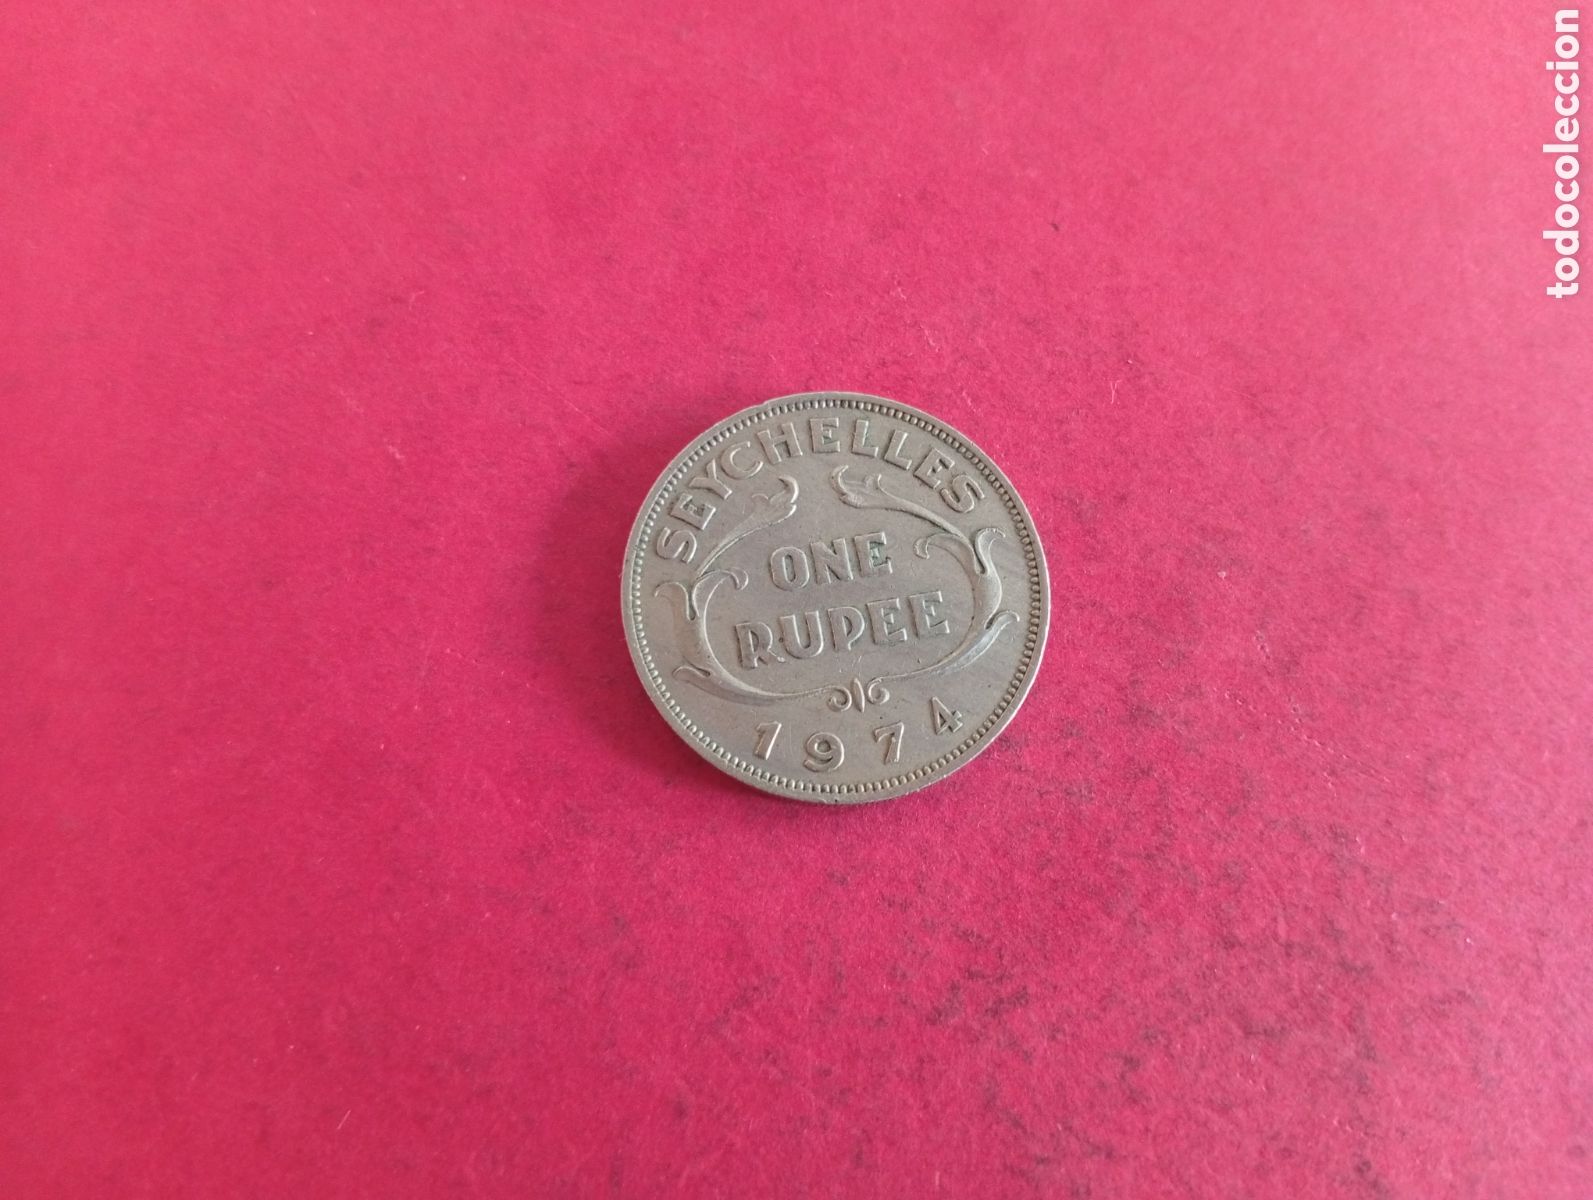 SEYCHELLES
ONE
RUPEE
1974
todocoleccion